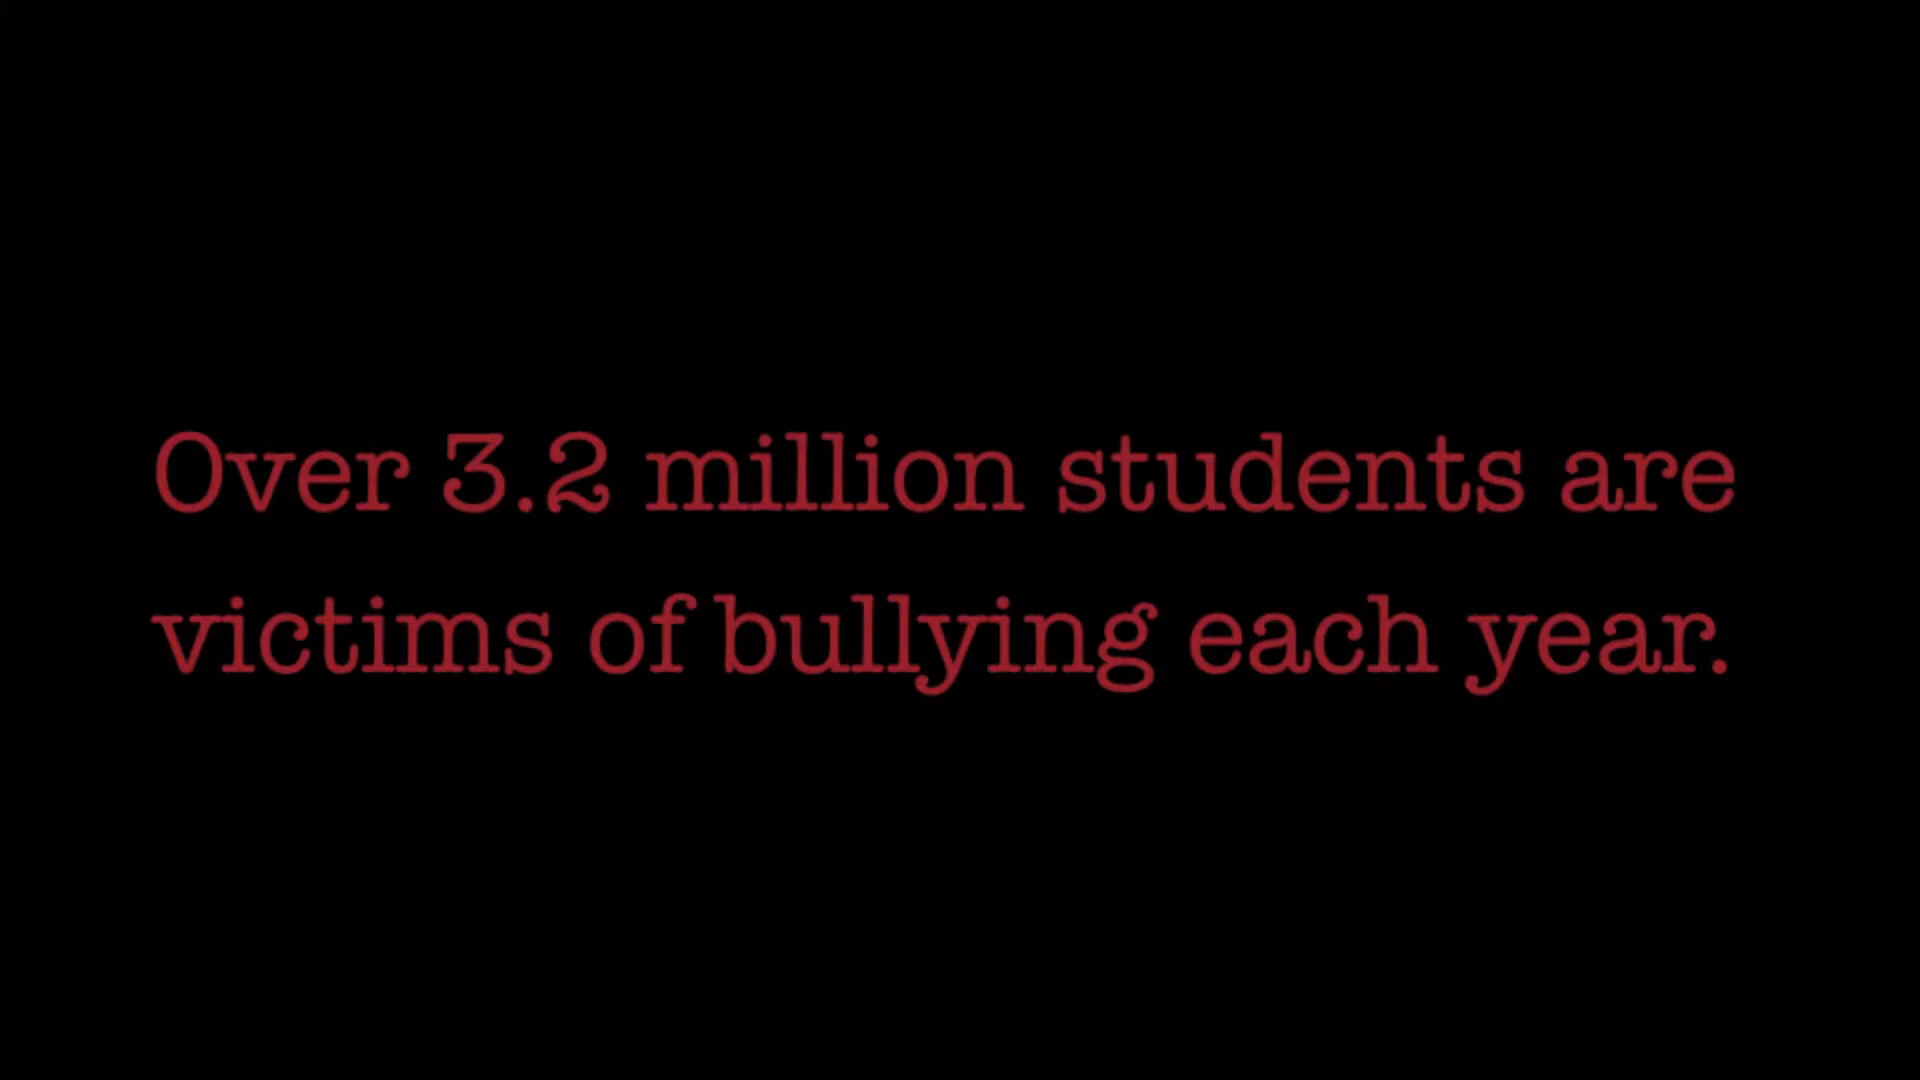 Over 3.2 million students are
victims of bullying each year.